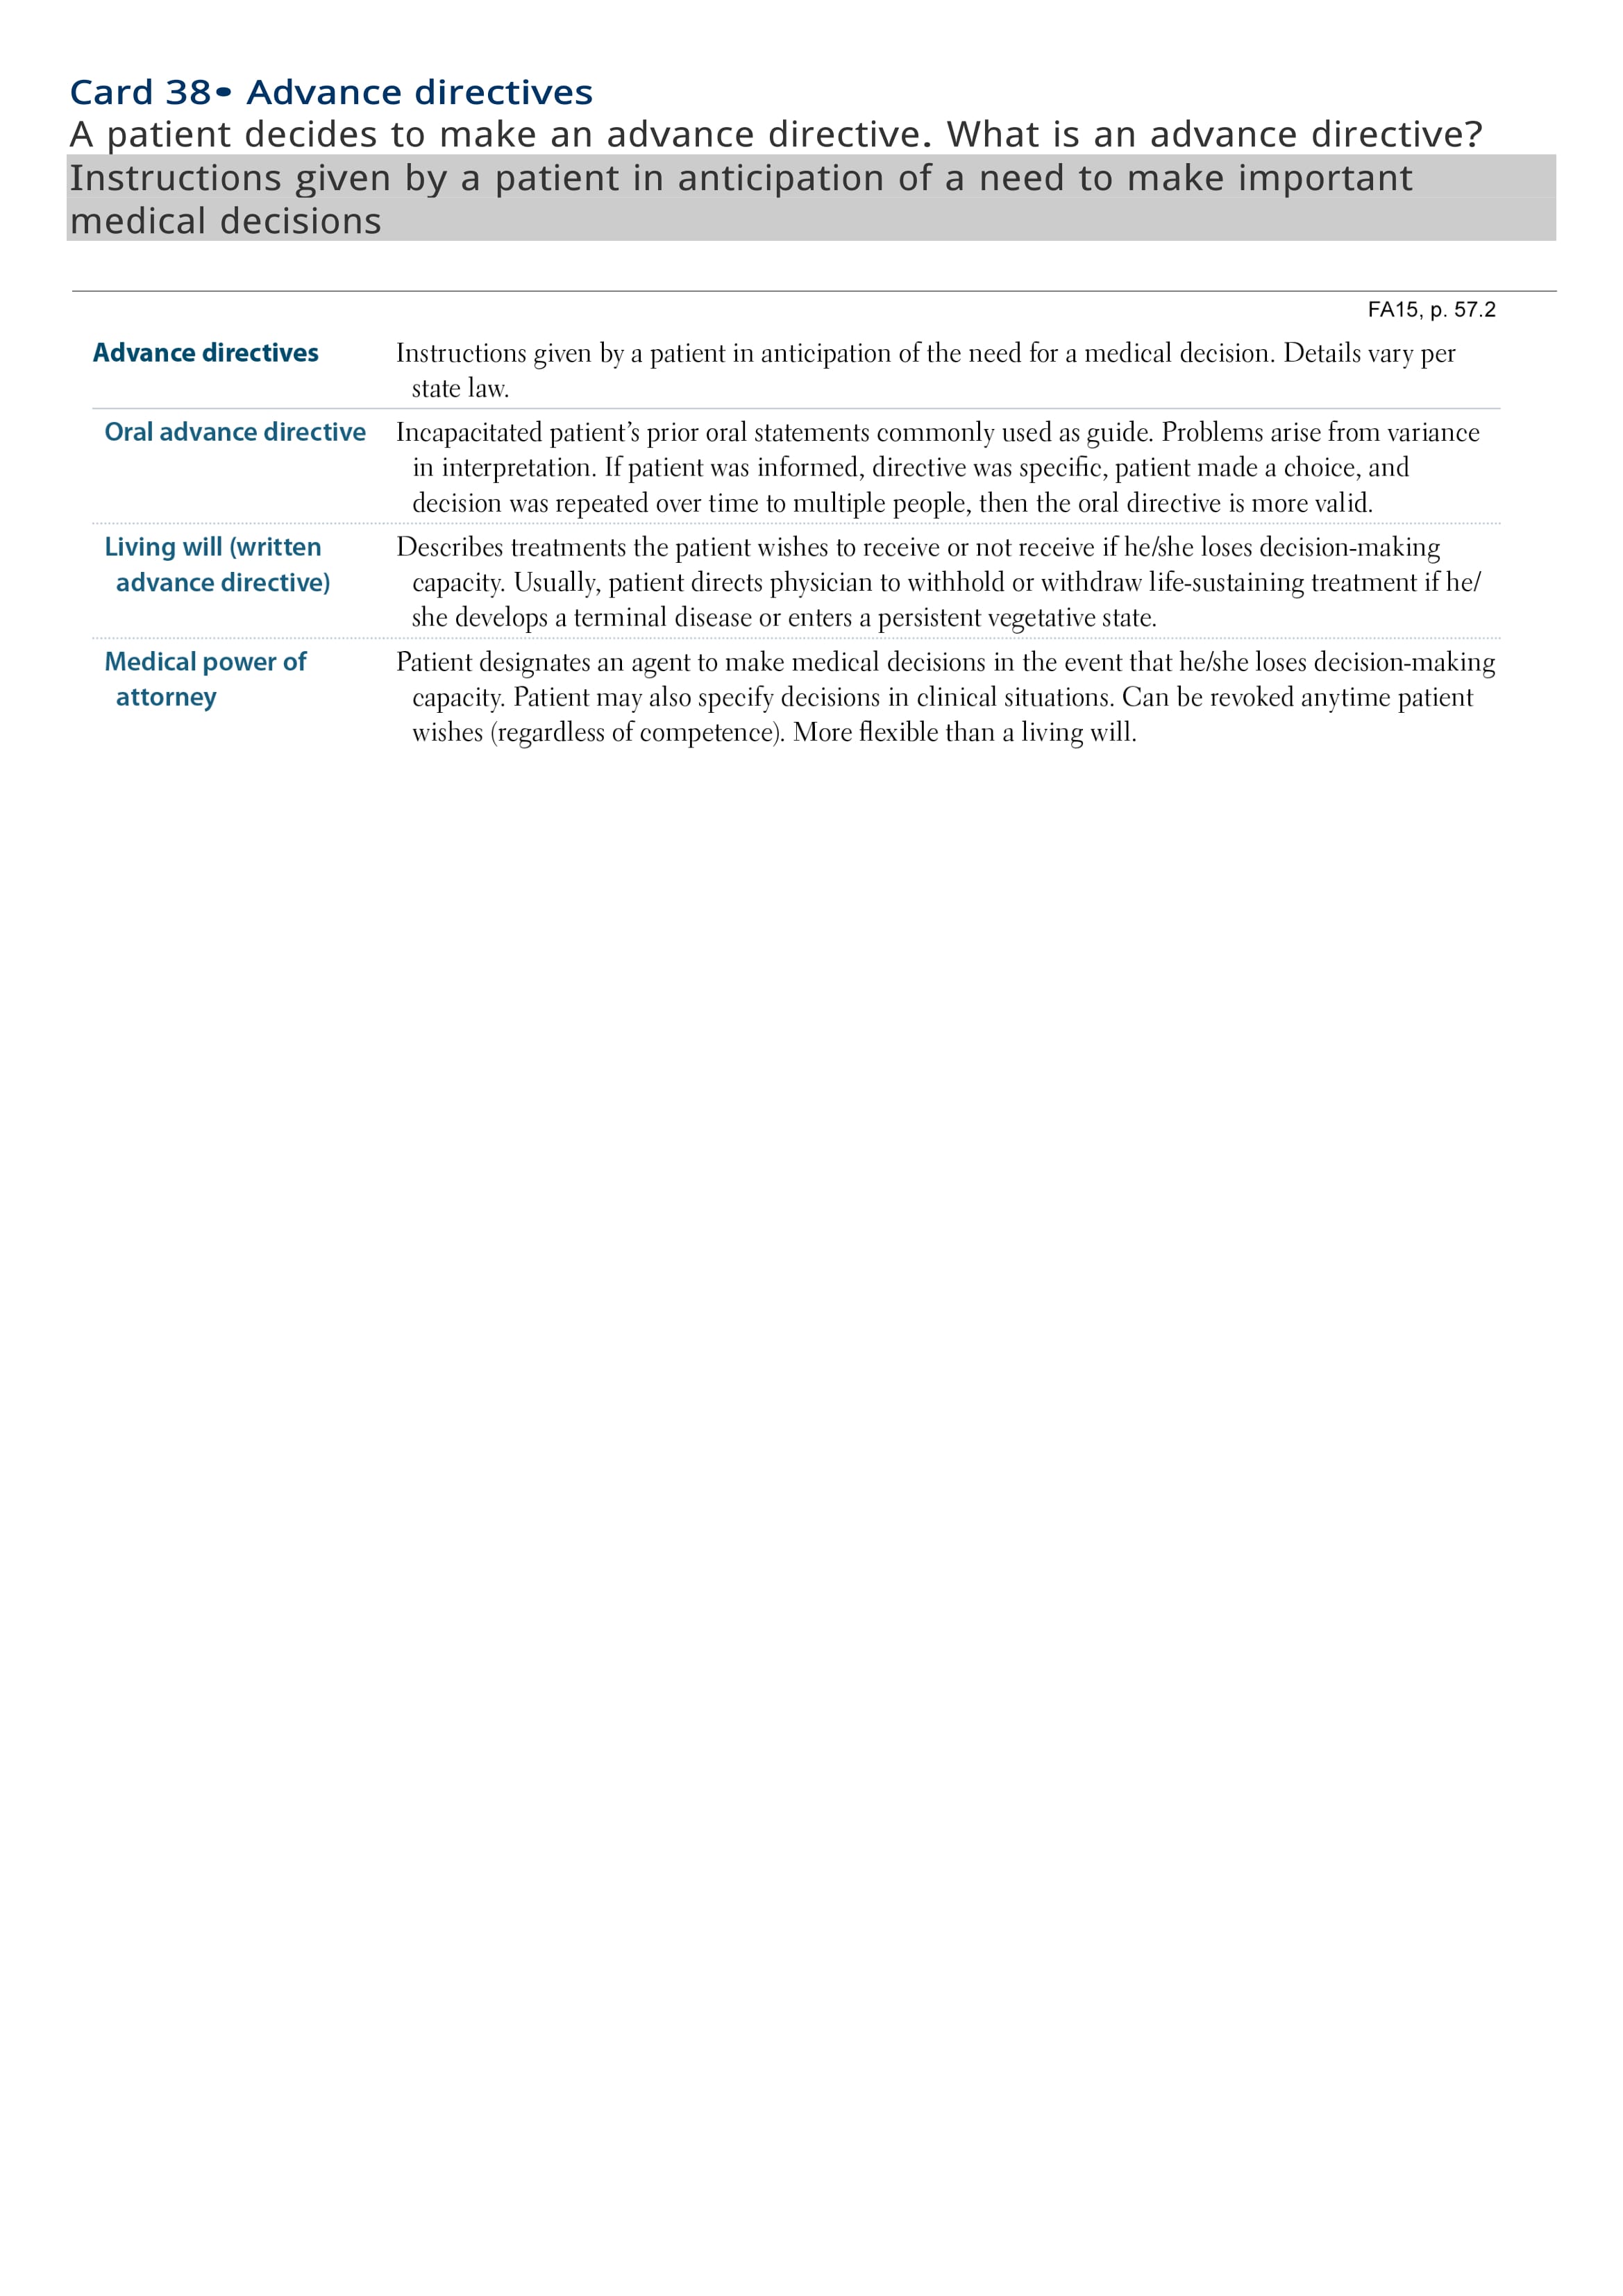 Card 38• Advance directives
A patient decides to make an advance directive. What is an advance directive?
Instructions given by a patient in anticipation of a need to make important
medical decisions
FA15, p. 57.2
Advance directives Instructions given by a patient in anticipation of the need for a medical decision. Details vary per
state law.
Oral advance directive Incapacitated patient’s prior oral statements commonly used as guide. Problems arise from variance
in interpretation. If patient was informed, directive was specific, patient made a choice, and
decision was repeated over time to multiple people, then the oral directive is more valid.
Living will (written Describes treatments the patient wishes to receive or not receive if he/she loses decision-making
advance directive) capacity. Usually, patient directs physician to withhold or withdraw life-sustaining treatment if he/
she develops a terminal disease or enters a persistent vegetative state.
Medical power of Patient designates an agent to make medical decisions in the event that he/she loses decision-making
attorney capacity. Patient may also specify decisions in clinical situations. Can be revoked anytime patient
wishes (regardless of competence). More flexible than a living will.